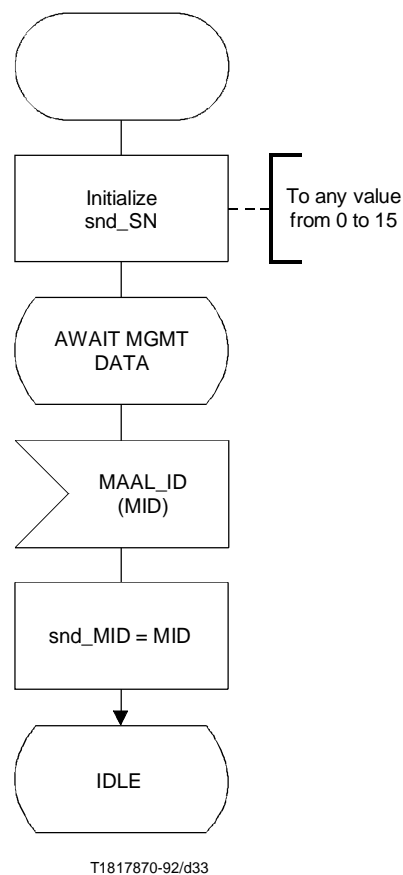 Initialize
snd_SN
To any value
from 0 to 15
AWAIT MGMT
DATA
MAAL_ID
(MID)
snd_MID = MID
IDLE
T1817870-92/d33